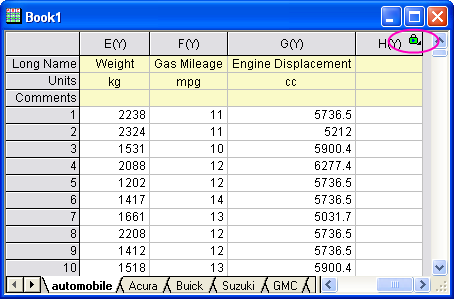 Book1
E(Y) F(Y) G(Y) H(Y)
Long Name Weight Gas Mileage Engine Displacement
Units kg mpg cc
Comments
1 2238 11 5736.5
2 2324 11 5212
3 1531 10 5900.4
4 2088 12 6277.4
5 1202 12 5736.5
6 1417 14 5736.5
7 1661 13 5031.7
8 2208 12 5736.5
9 1412 12 5736.5
10 1518 13 5900.4
automobile Acura Buick Suzuki GMC